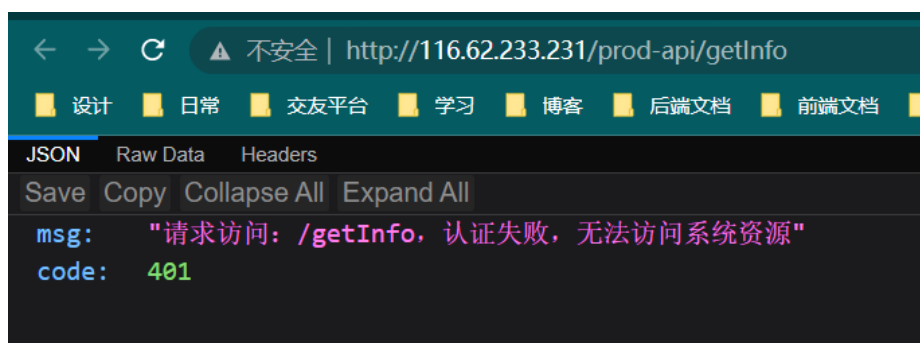 不安全 | http://116.62.233.231/prod-api/getInfo
设计 日常 交友平台 学习 博客 后端文档 前端文档
JSON Raw Data Headers
Save Copy Collapse All Expand All
msg: "请求访问：/getInfo，认证失败，无法访问系统资源"
code: 401